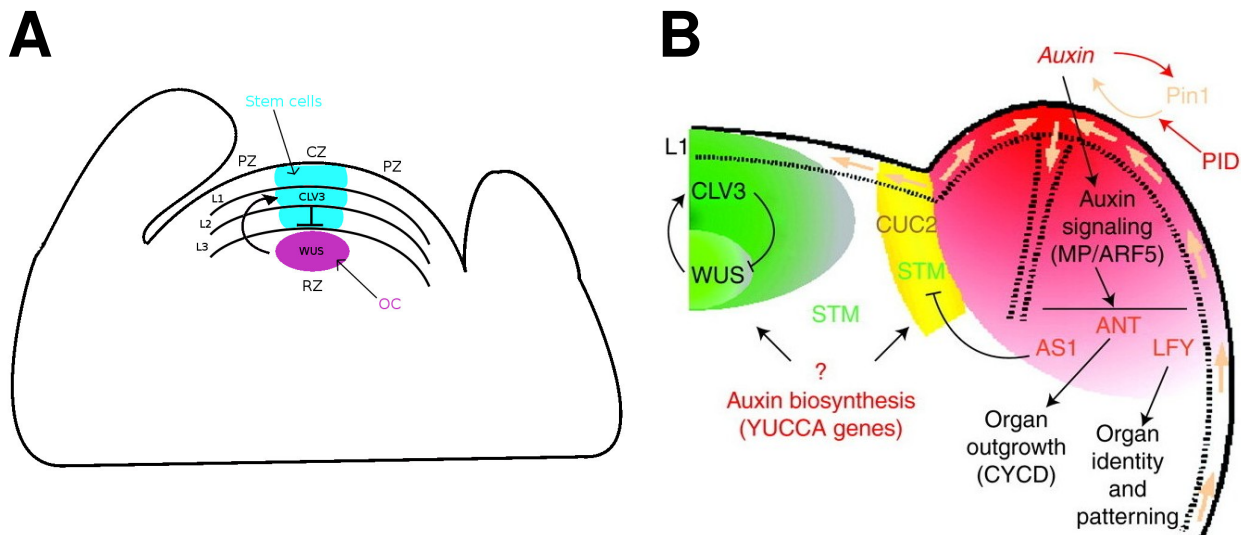 A
Stem cells
PZ
CZ
PZ
L1
CLV3
L2
L3
WUS
RZ
OC
B
Auxin
Pin1
PID
L1
CLV3
WUS
CUC2
STM
STM
Auxin
signaling
(MP/ARF5)
ANT
AS1
LFY
?
Auxin biosynthesis
(YUCCA genes)
Organ
outgrowth
(CYCD)
Organ
identity
and
patterning